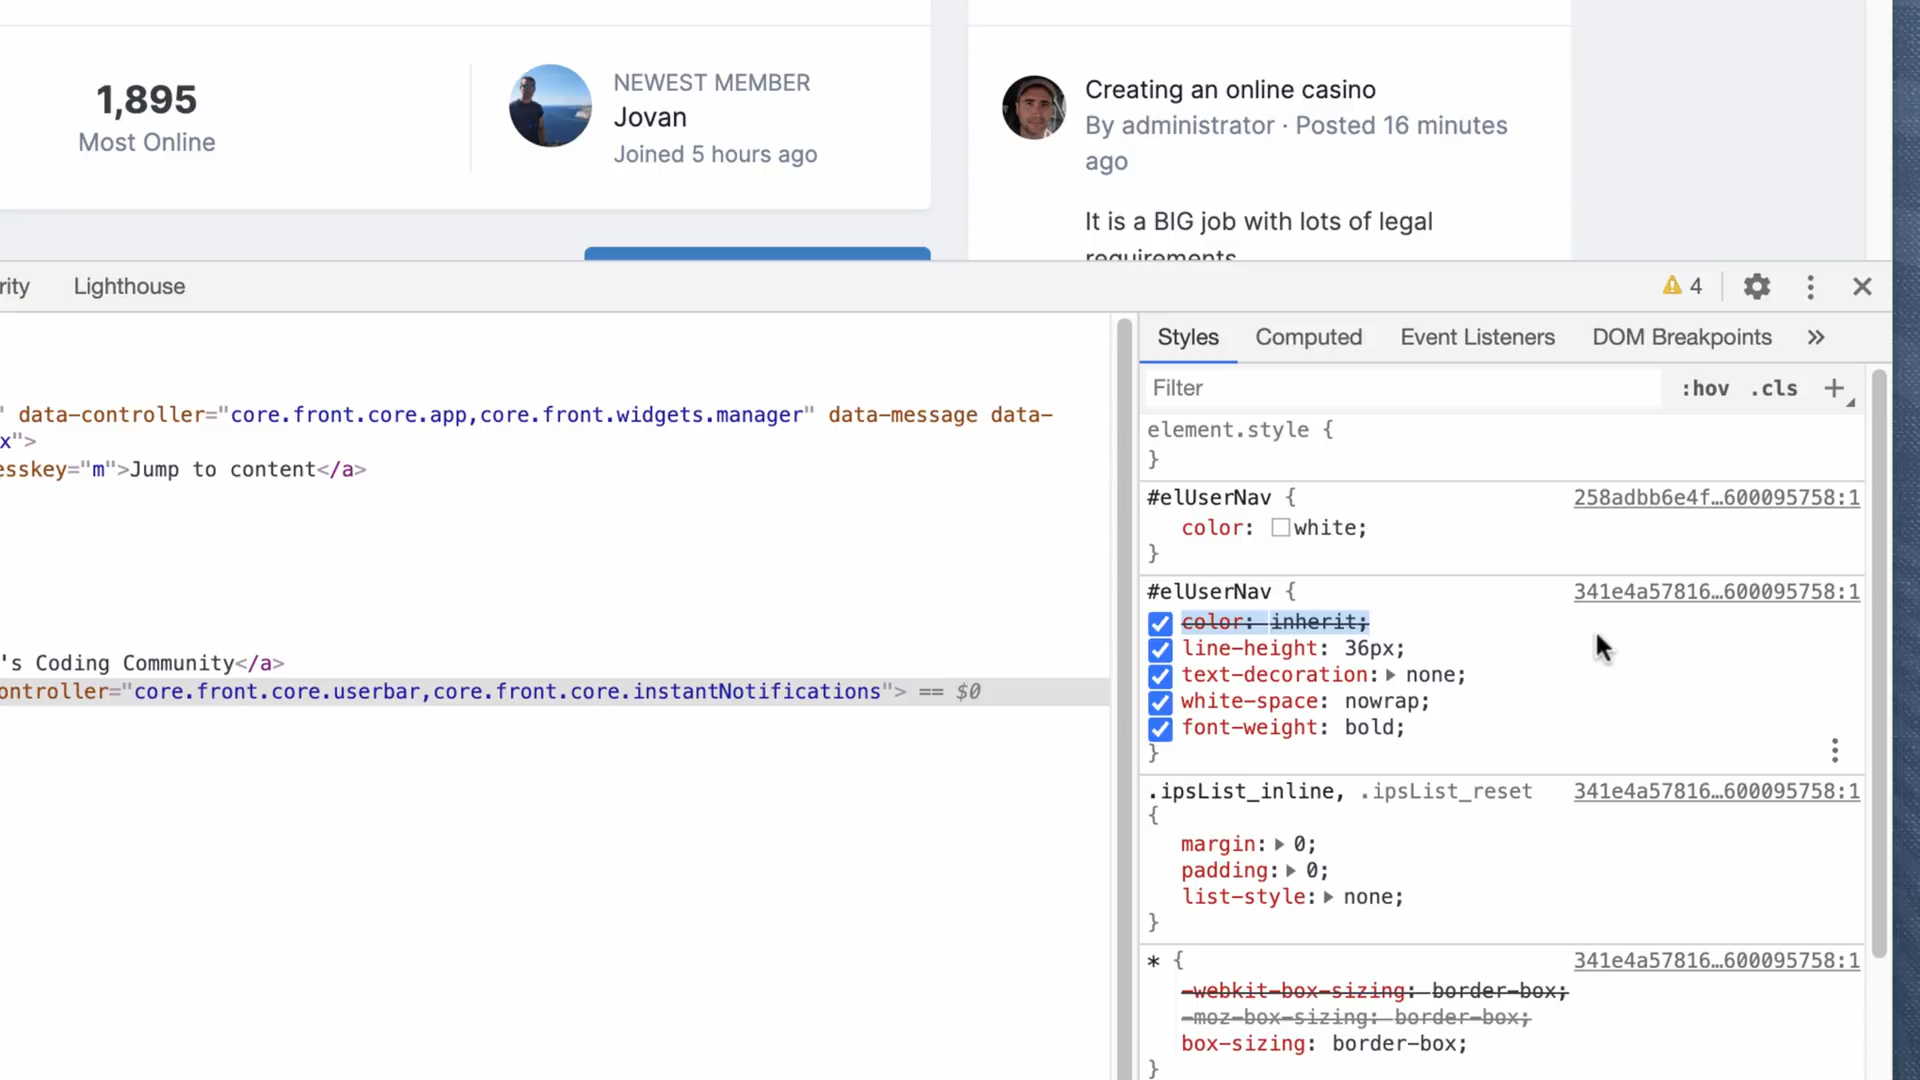 1,895
Most Online
NEWEST MEMBER
Jovan
Joined 5 hours ago
Creating an online casino
By administrator · Posted 16 minutes
ago
It is a BIG job with lots of legal
requirements
rity
Lighthouse
4
" data-controller="core.front.core.app,core.front.widgets.manager" data-message data-
x">
esskey="m">Jump to content</a>
's Coding Community</a>
ontroller="core.front.core.userbar,core.front.core.instantNotifications"> == $0
Styles Computed Event Listeners DOM Breakpoints »
Filter :hov .cls +
element.style {
}
#elUserNav { 258adbb6e4f…600095758:1
color: white;
}
#elUserNav { 341e4a57816…600095758:1
color: inherit;
line-height: 36px;
text-decoration: none;
white-space: nowrap;
font-weight: bold;
}
.ipsList_inline, .ipsList_reset 341e4a57816…600095758:1
{
margin: 0;
padding: 0;
list-style: none;
}
* { 341e4a57816…600095758:1
-webkit-box-sizing: border-box;
-moz-box-sizing: border-box;
box-sizing: border-box;
}